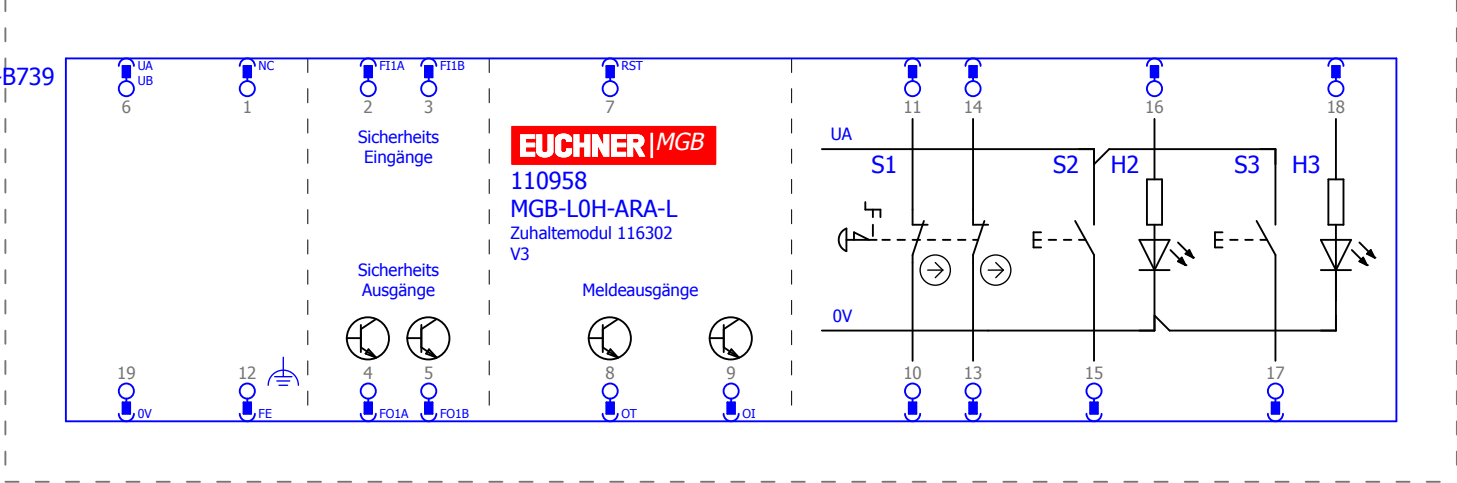 -B739
UA
UB
NC
FI1A
FI1B
RST
6
1
2
3
7
11
14
16
18
Sicherheits
Eingänge
EUCHNER|MGB
110958
MGB-L0H-ARA-L
Zuhaltemodul 116302
V3
UA
S1
S2
H2
S3
H3
E
E
Sicherheits
Ausgänge
Meldeausgänge
0V
19
12
4
5
8
9
10
13
15
17
0V
FE
FO1A
FO1B
OT
OI